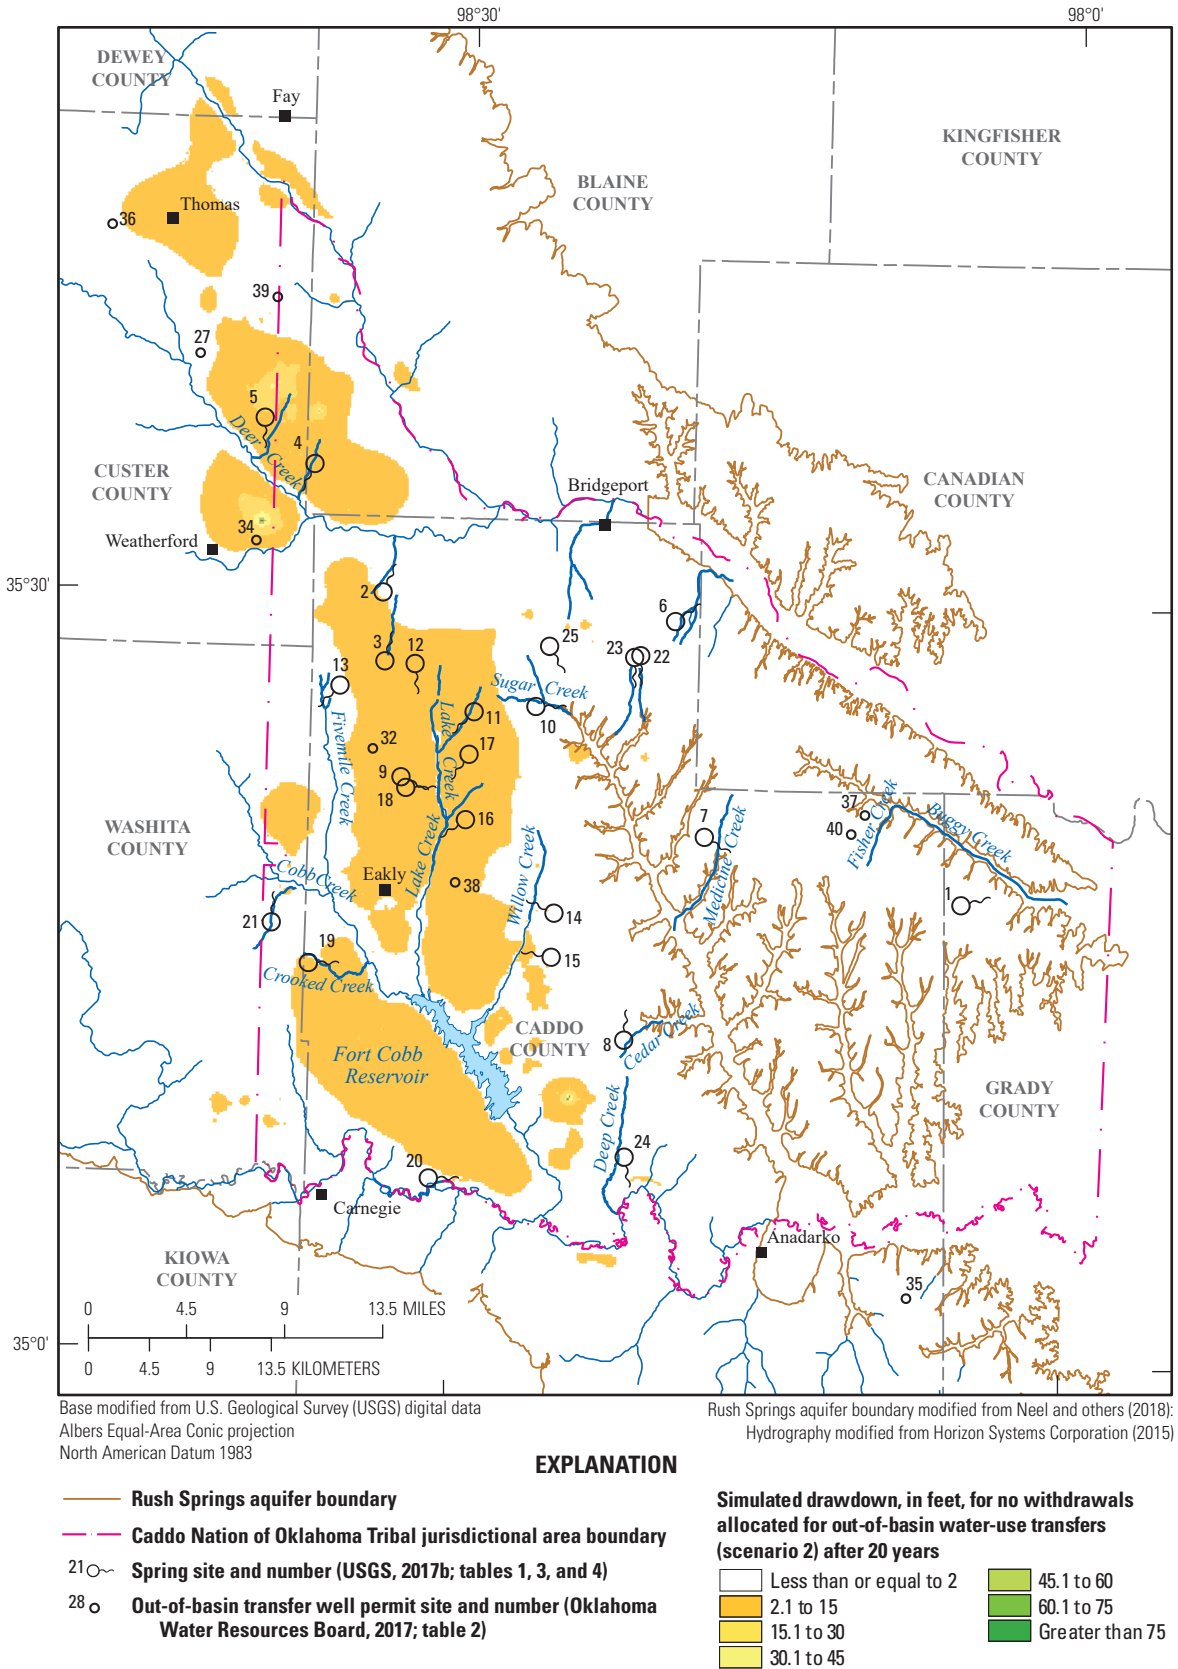 98°30' 98°0'
DEWEY
COUNTY
Fay
KINGFISHER
COUNTY
BLAINE
COUNTY
Thomas
36
39
27
5
Deer Creek
4
CUSTER
COUNTY
CANADIAN
COUNTY
Bridgeport
34
Weatherford
35°30'
2
6
3
12
25
23
22
13
Sugar Creek
11
10
Lake Creek
Fivemile Creek
32
17
9
18
37
40
Fisher Creek
Buggy Creek
WASHITA
COUNTY
16
7
Medicine Creek
Lake Creek
Willow Creek
Cobb Creek
Eakly
38
1
21
14
19
15
Crooked Creek
CADDO
COUNTY
8
Cedar Creek
Fort Cobb
Reservoir
GRADY
COUNTY
Deep Creek
24
20
Carnegie
Anadarko
KIOWA
COUNTY
35
0 4.5 9 13.5 MILES
0 4.5 9 13.5 KILOMETERS
35°0'
Base modified from U.S. Geological Survey (USGS) digital data
Albers Equal-Area Conic projection
North American Datum 1983
Rush Springs aquifer boundary modified from Neel and others (2018):
Hydrography modified from Horizon Systems Corporation (2015)
EXPLANATION
Rush Springs aquifer boundary
Caddo Nation of Oklahoma Tribal jurisdictional area boundary
21 Spring site and number (USGS, 2017b; tables 1, 3, and 4)
28 Out-of-basin transfer well permit site and number (Oklahoma
Water Resources Board, 2017; table 2)
Simulated drawdown, in feet, for no withdrawals
allocated for out-of-basin water-use transfers
(scenario 2) after 20 years
Less than or equal to 2
2.1 to 15
15.1 to 30
30.1 to 45
45.1 to 60
60.1 to 75
Greater than 75